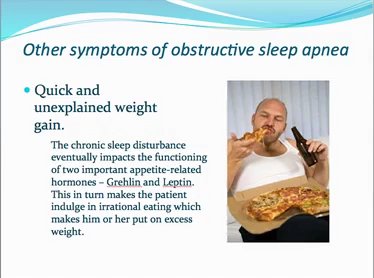 Other symptoms of obstructive sleep apnea
Quick and
unexplained weight
gain.
The chronic sleep disturbance
eventually impacts the functioning
of two important appetite-related
hormones – Grehlin and Leptin.
This in turn makes the patient
indulge in irrational eating which
makes him or her put on excess
weight.